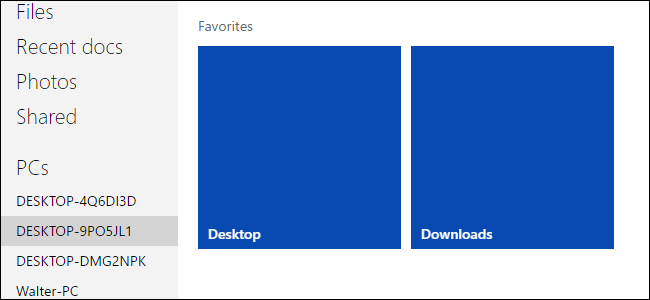 Files
Recent docs
Photos
Shared
PCs
DESKTOP-4Q6DI3D
DESKTOP-9PO5JL1
DESKTOP-DMG2NPK
Walter-PC
Favorites
Desktop
Downloads